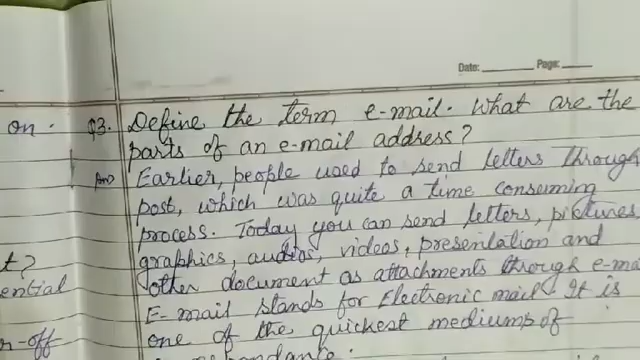 Date: Page:
on.
Q3. Define the term e-mail. What are the
parts of an e-mail address?
Ans Earlier, people used to send letters through
post, which was quite a time consuming
process. Today you can send letters, pictures,
graphics, audios, videos, presentation and
t?
other document as attachments through e-ma
ential
E-mail stands for Electronic mail. It is
one of the quickest mediums of
n-off